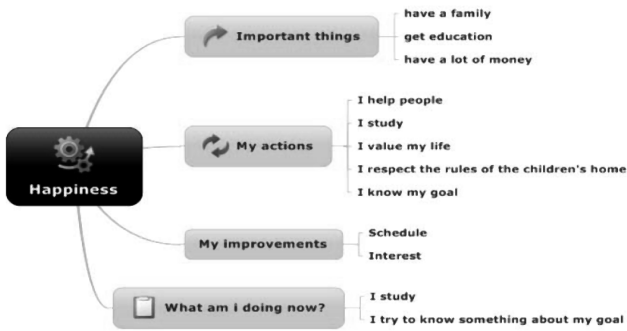 Happiness
Important things
have a family
get education
have a lot of money
My actions
I help people
I study
I value my life
I respect the rules of the children's home
I know my goal
My improvements
Schedule
Interest
What am i doing now?
I study
I try to know something about my goal